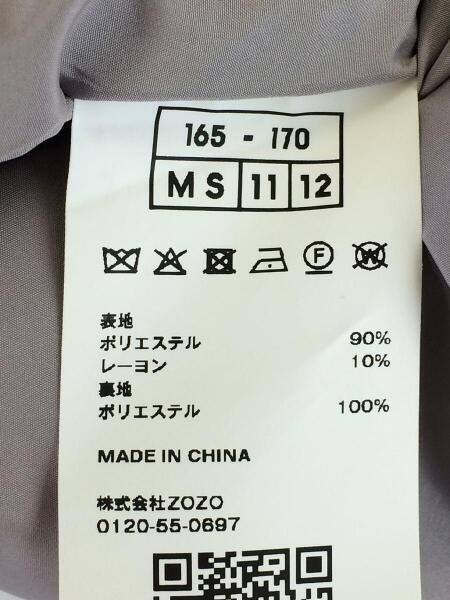 165 - 170
MS 11 12
F W
表地
ポリエステル 90%
レーヨン 10%
裏地
ポリエステル 100%
MADE IN CHINA
株式会社ZOZO
0120-55-0697